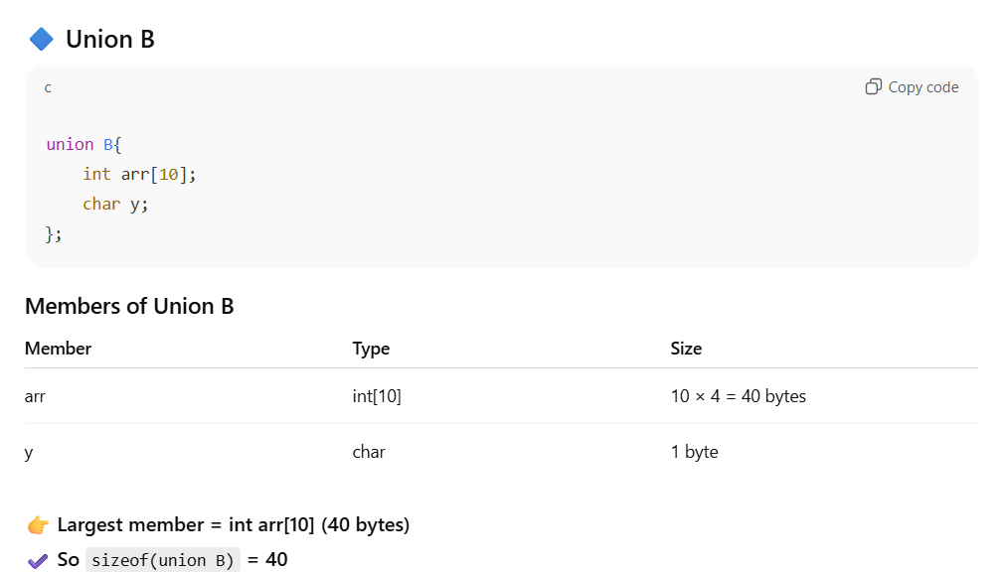 🔷 Union B
c
Copy code
union B{
    int arr[10];
    char y;
};
Members of Union B
Member Type Size
arr int[10] 10 × 4 = 40 bytes
y char 1 byte
👉 Largest member = int arr[10] (40 bytes)
✔ So sizeof(union B) = 40